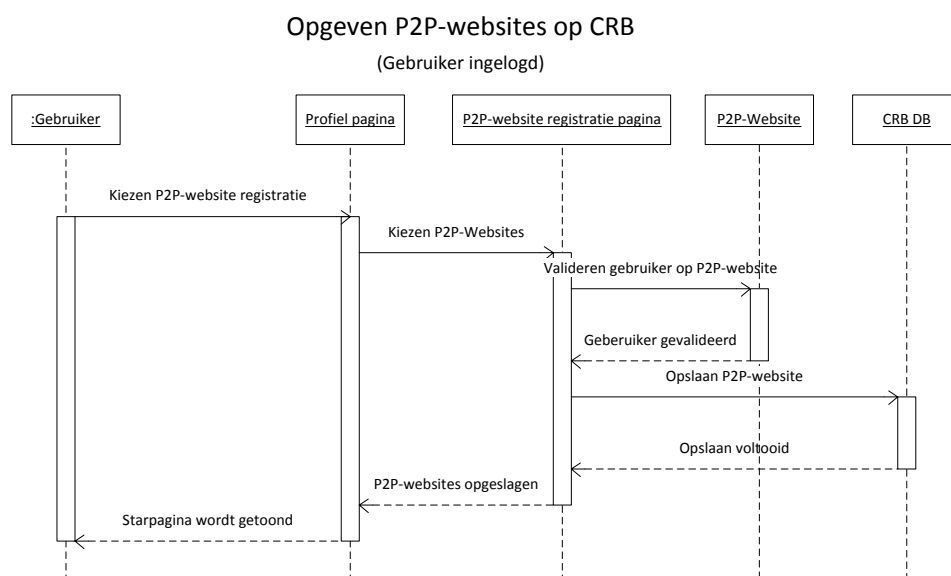 Opgeven P2P-websites op CRB
(Gebruiker ingelogd)
:Gebruiker
Profiel pagina
P2P-website registratie pagina
P2P-Website
CRB DB
Kiezen P2P-website registratie
Kiezen P2P-Websites
Valideren gebruiker op P2P-website
Geberuiker gevalideerd
Opslaan P2P-website
Opslaan voltooid
P2P-websites opgeslagen
Starpagina wordt getoond